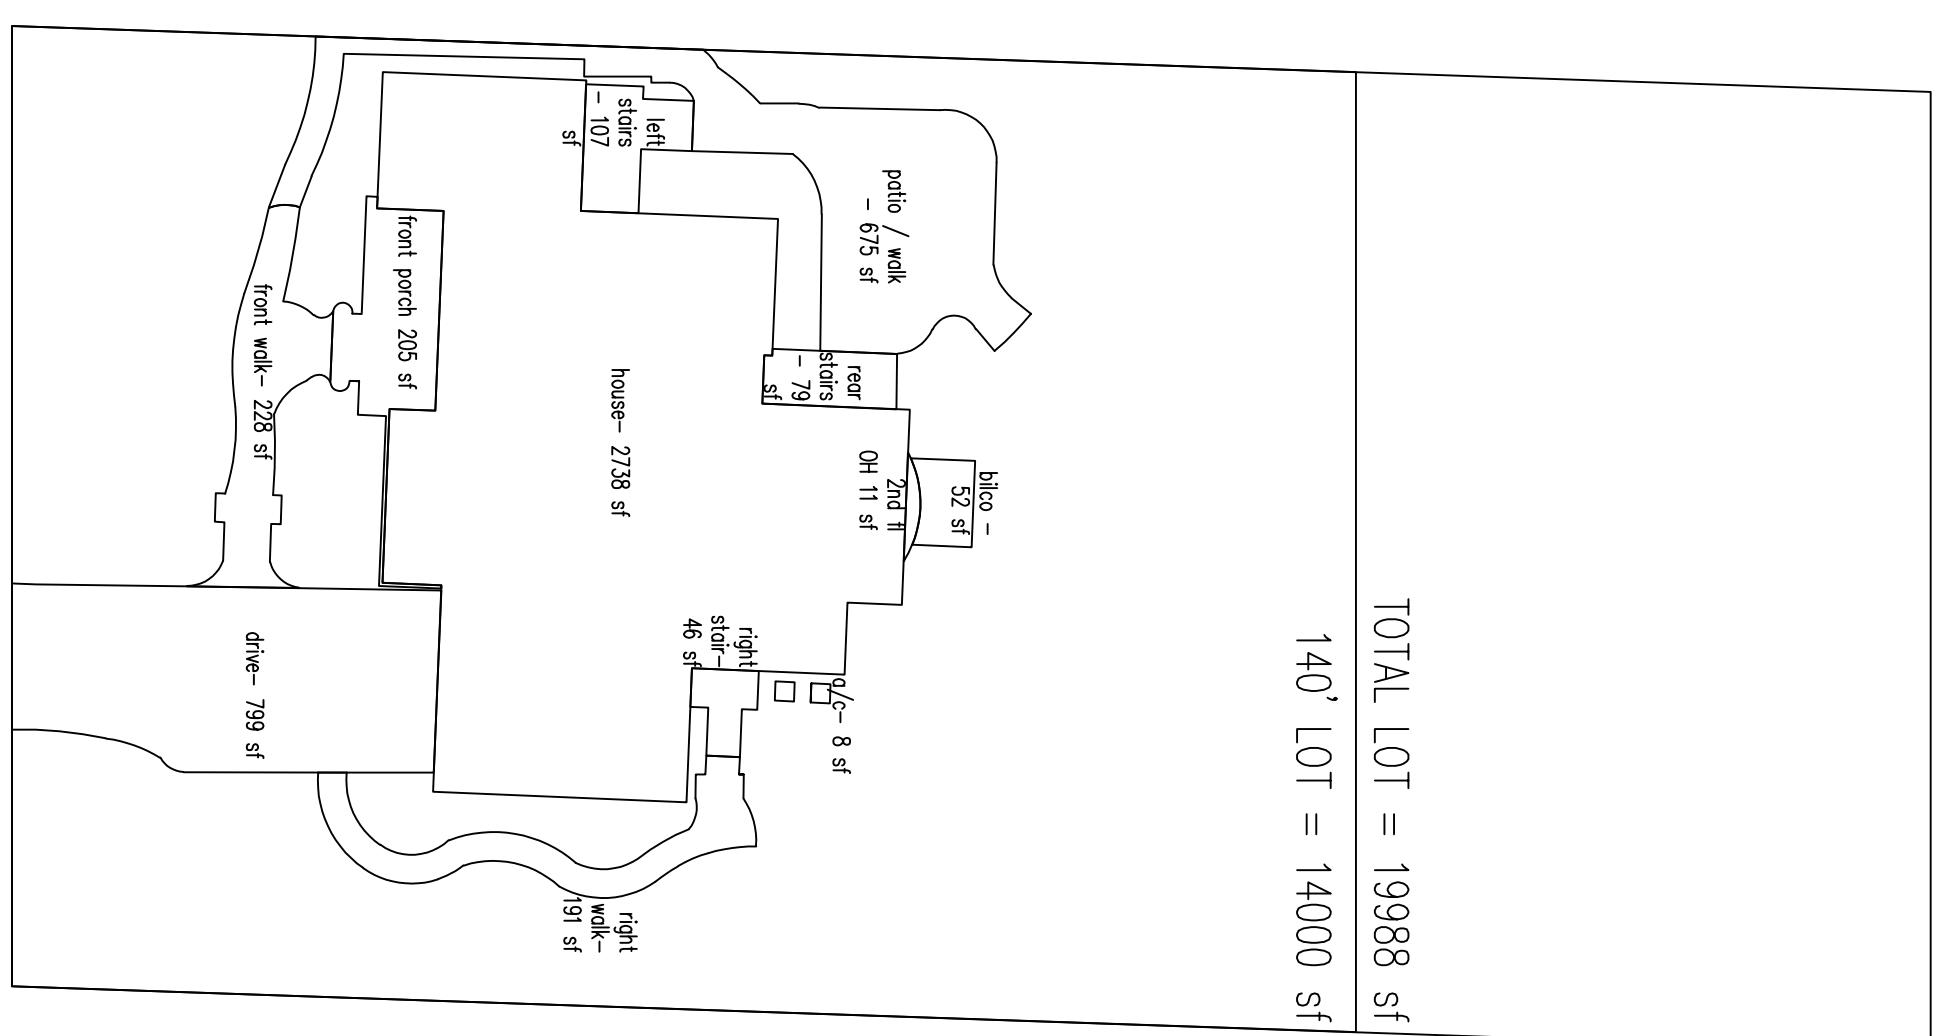 left
stairs
- 107
sf
patio / walk
- 675 sf
front porch 205 sf
front walk- 228 sf
rear
stairs
- 79
sf
house- 2738 sf
2nd fl
OH 11 sf
bilco -
52 sf
right
stair-
46 sf
a/c- 8 sf
drive- 799 sf
right
walk-
191 sf
TOTAL LOT = 19988 sf
140' LOT = 14000 sf